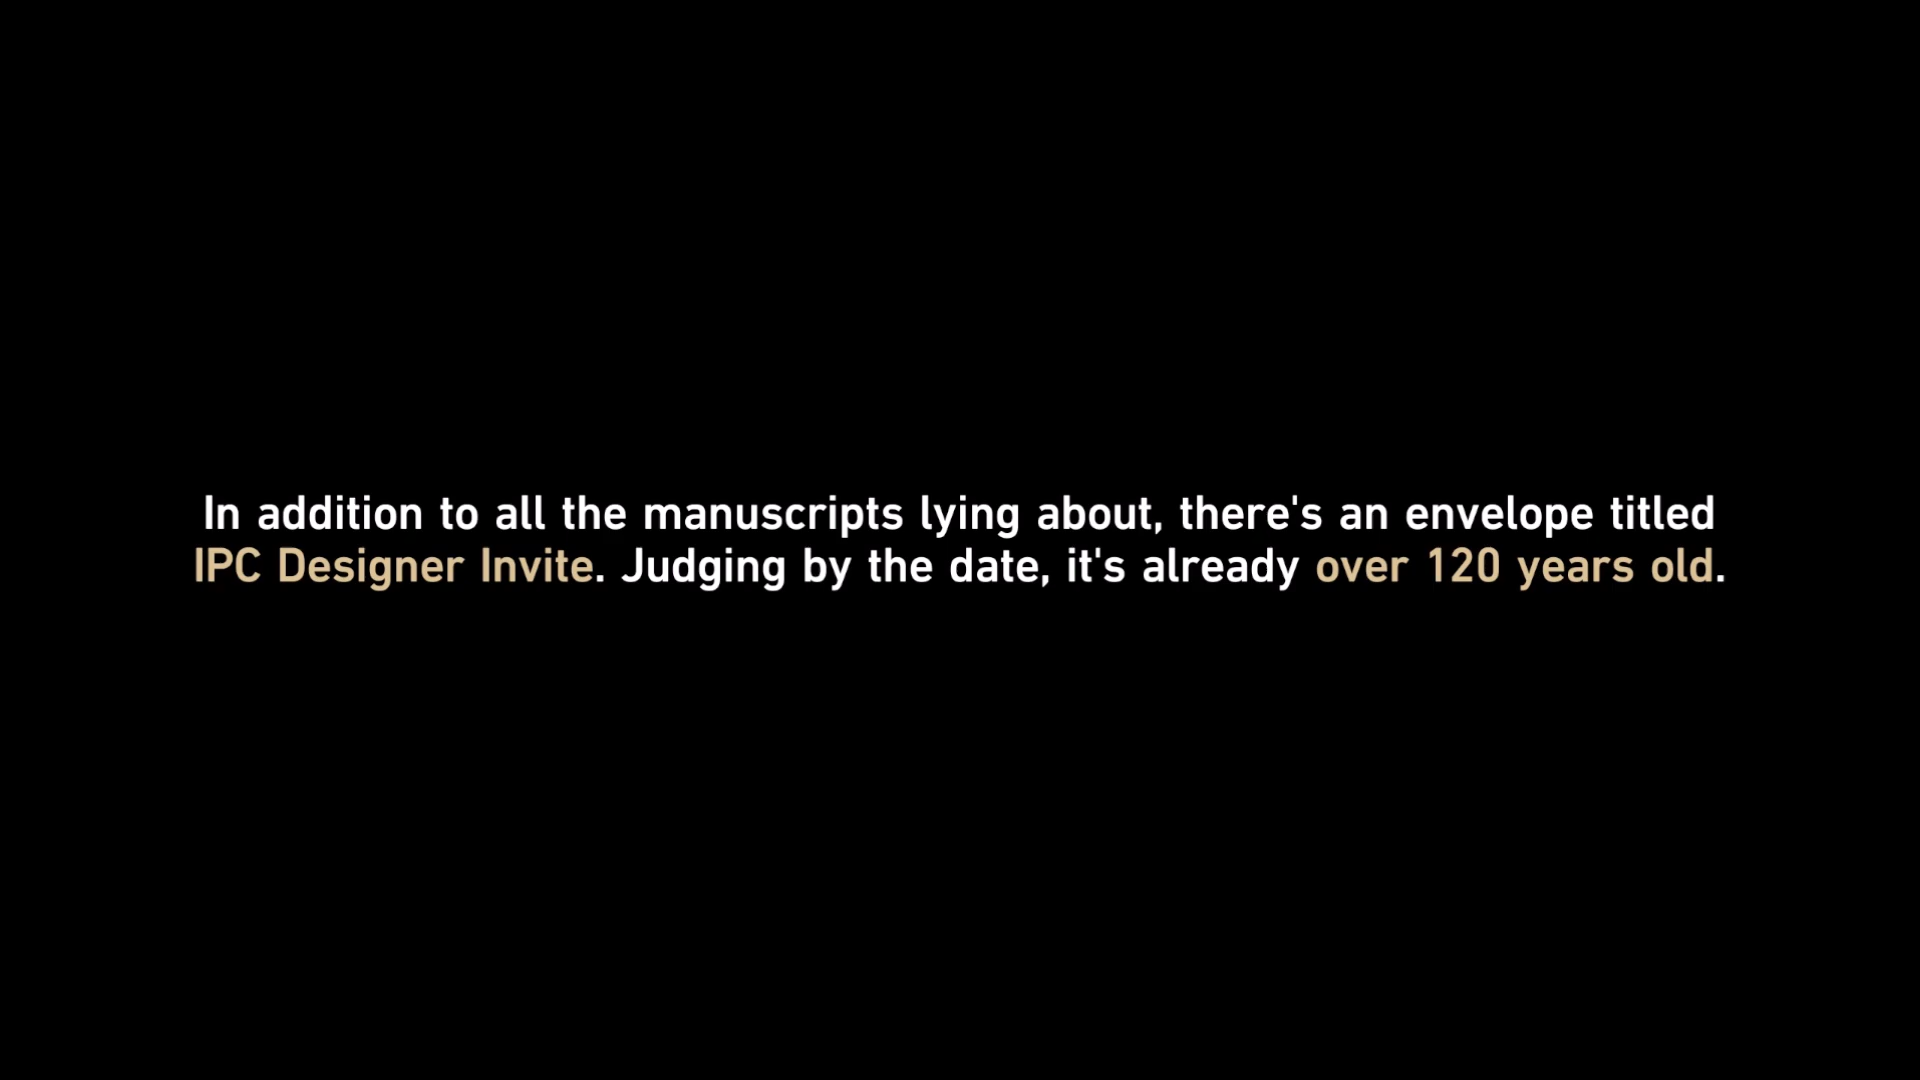 In addition to all the manuscripts lying about, there's an envelope titled
IPC Designer Invite. Judging by the date, it's already over 120 years old.